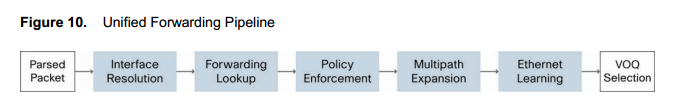 Figure 10. Unified Forwarding Pipeline
Parsed
Packet
Interface
Resolution
Forwarding
Lookup
Policy
Enforcement
Multipath
Expansion
Ethernet
Learning
VOQ
Selection